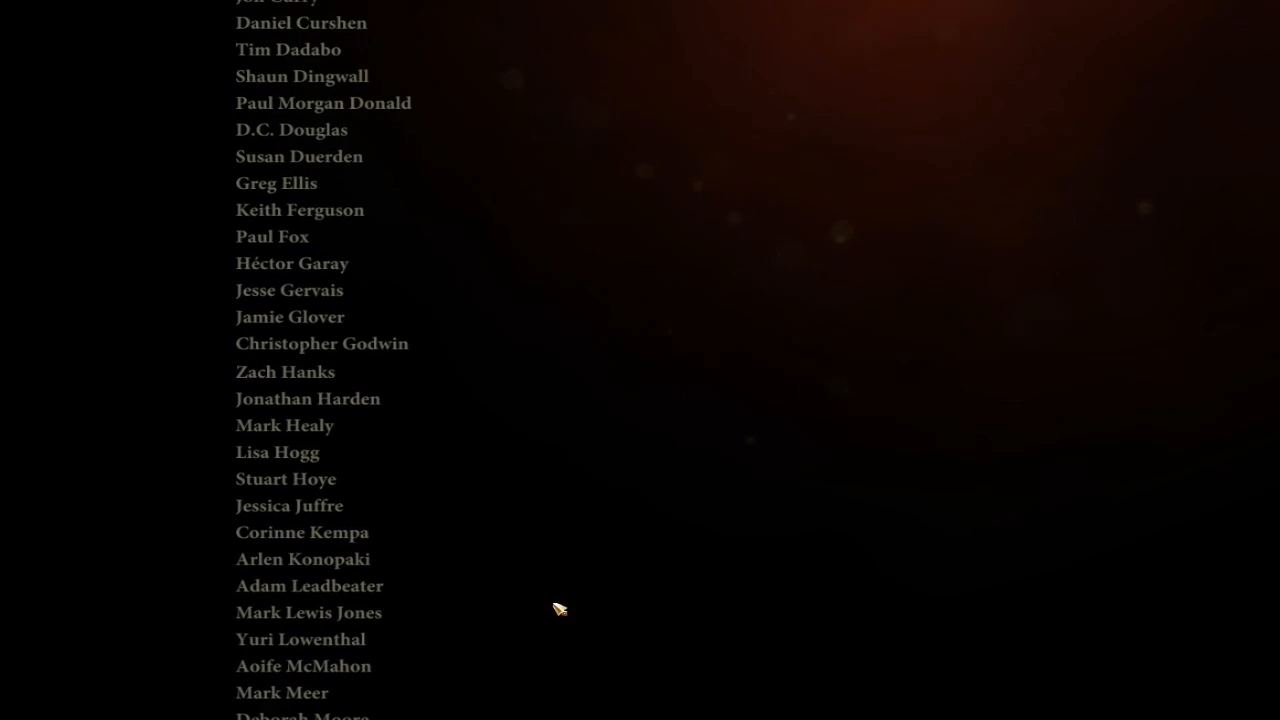 Daniel Curshen
Tim Dadabo
Shaun Dingwall
Paul Morgan Donald
D.C. Douglas
Susan Duerden
Greg Ellis
Keith Ferguson
Paul Fox
Héctor Garay
Jesse Gervais
Jamie Glover
Christopher Godwin
Zach Hanks
Jonathan Harden
Mark Healy
Lisa Hogg
Stuart Hoye
Jessica Juffre
Corinne Kempa
Arlen Konopaki
Adam Leadbeater
Mark Lewis Jones
Yuri Lowenthal
Aoife McMahon
Mark Meer
Deborah Moore